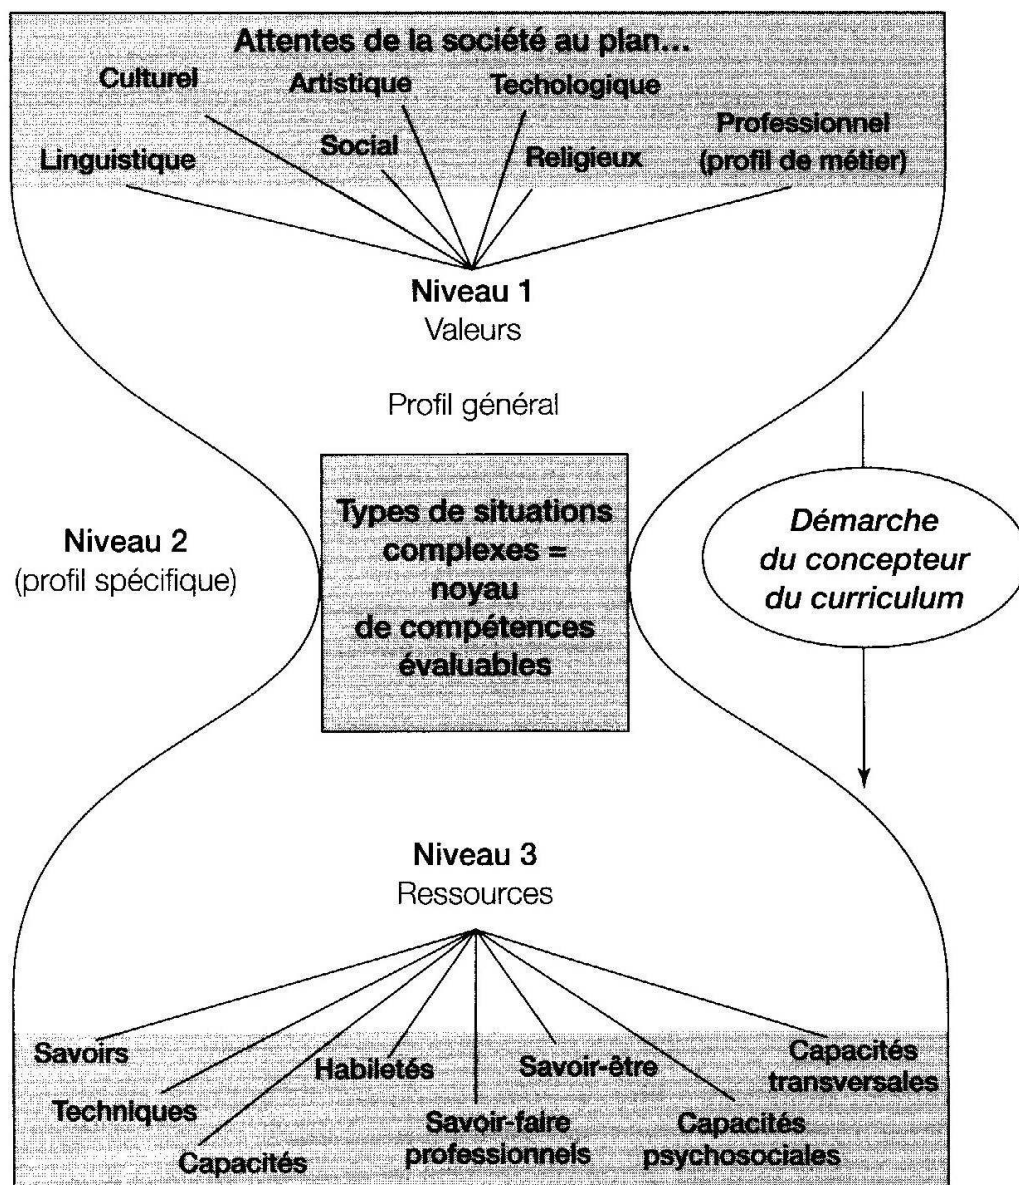 Attentes de la société au plan...
Culturel
Artistique
Techologique
Linguistique
Social
Religieux
Professionnel
(profil de métier)
Niveau 1
Valeurs
Profil général
Niveau 2
(profil spécifique)
Types de situations
complexes =
noyau
de compétences
évaluables
Démarche
du concepteur
du curriculum
Niveau 3
Ressources
Savoirs
Techniques
Capacités
Habiletés
Savoir-faire
professionnels
Savoir-être
Capacités
psychosociales
Capacités
transversales